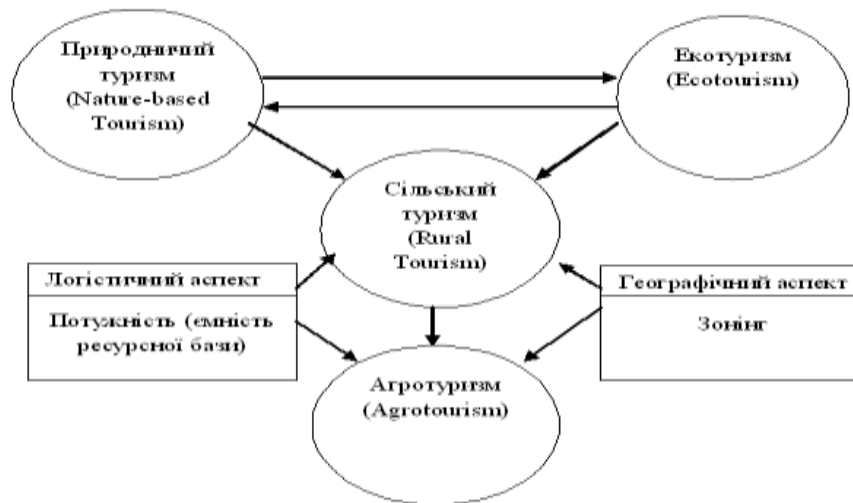 Природничий
туризм
(Nature-based
Tourism)
Екотуризм
(Ecotourism)
Сільський
туризм
(Rural
Tourism)
Логістичний аспект
Потужність (ємність
ресурсної бази)
Географічний аспект
Зонінг
Агротуризм
(Agrotourism)